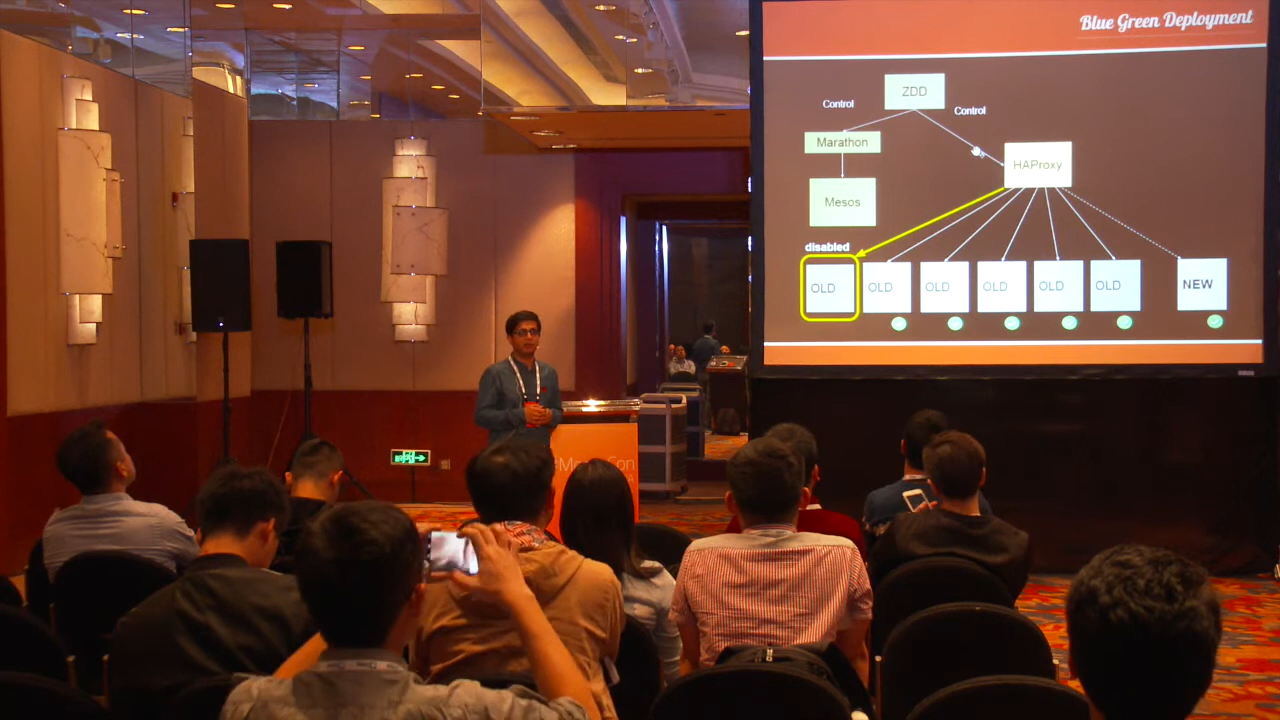 Blue Green Deployment
ZDD
Control
Control
Marathon
HAProxy
Mesos
disabled
OLD
OLD
OLD
OLD
OLD
OLD
NEW